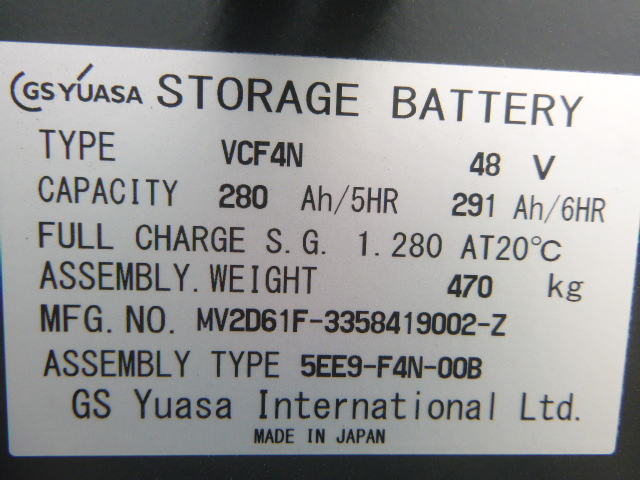 GS YUASA STORAGE BATTERY
TYPE VCF4N 48 V
CAPACITY 280 Ah/5HR 291 Ah/6HR
FULL CHARGE S.G. 1.280 AT20℃
ASSEMBLY.WEIGHT 470 kg
MFG.NO. MV2D61F-3358419002-Z
ASSEMBLY TYPE 5EE9-F4N-00B
GS Yuasa International Ltd.
MADE IN JAPAN